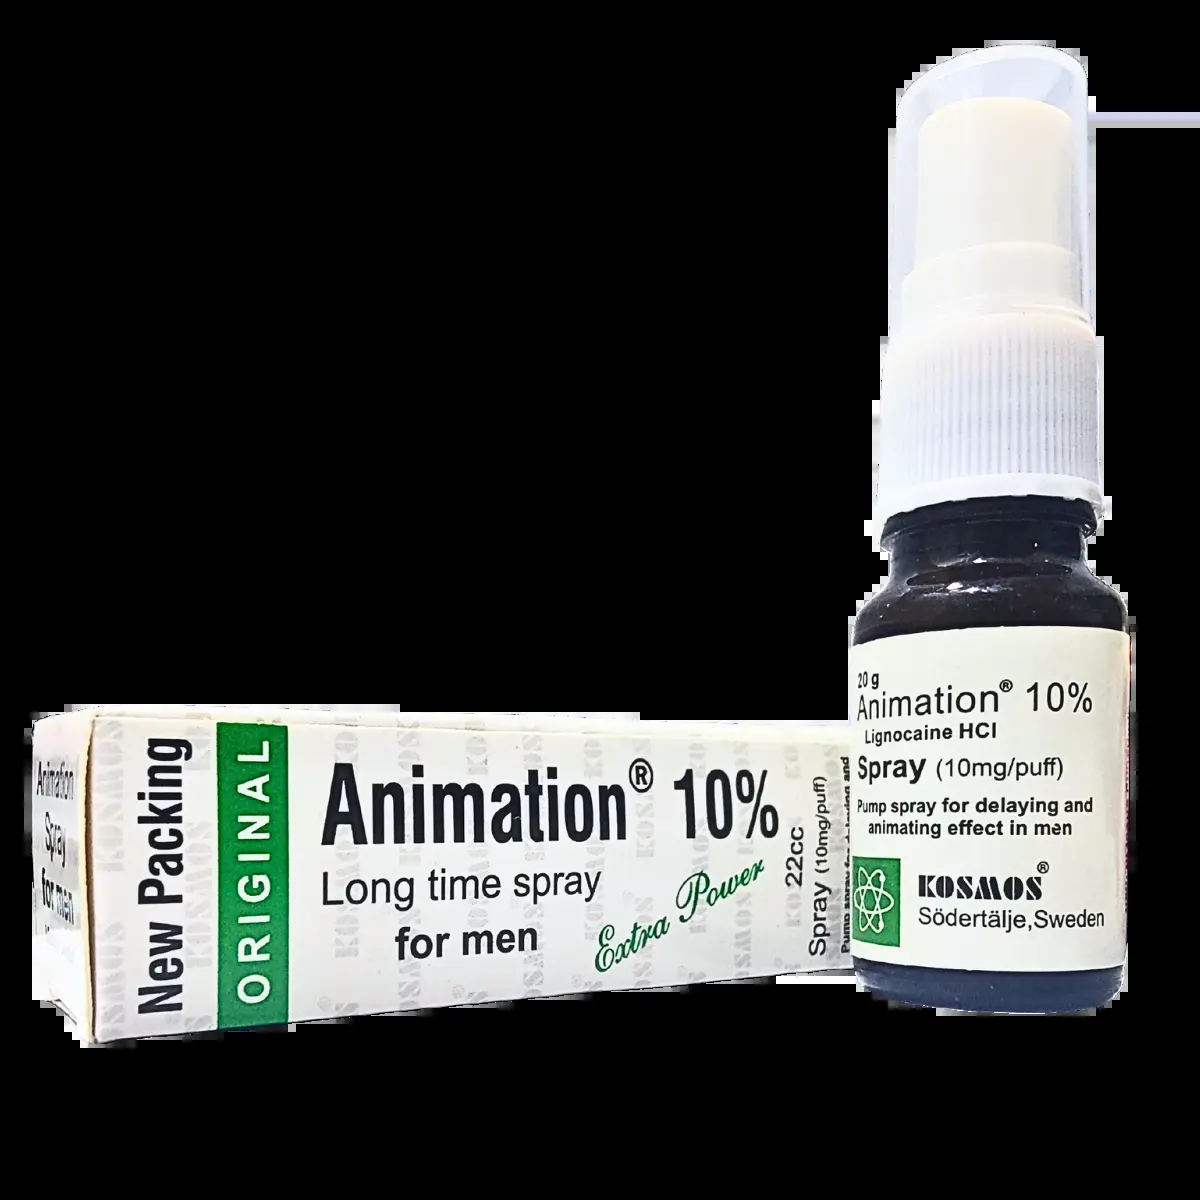 Animation
Spray
for men
New Packing
ORIGINAL
Animation® 10%
Long time spray
for men
Extra Power
22cc
Spray (10mg/puff)
20 g
Animation® 10%
Lignocaine HCl
Spray (10mg/puff)
Pump spray for delaying and
animating effect in men
KOSMOS®
Södertälje,Sweden